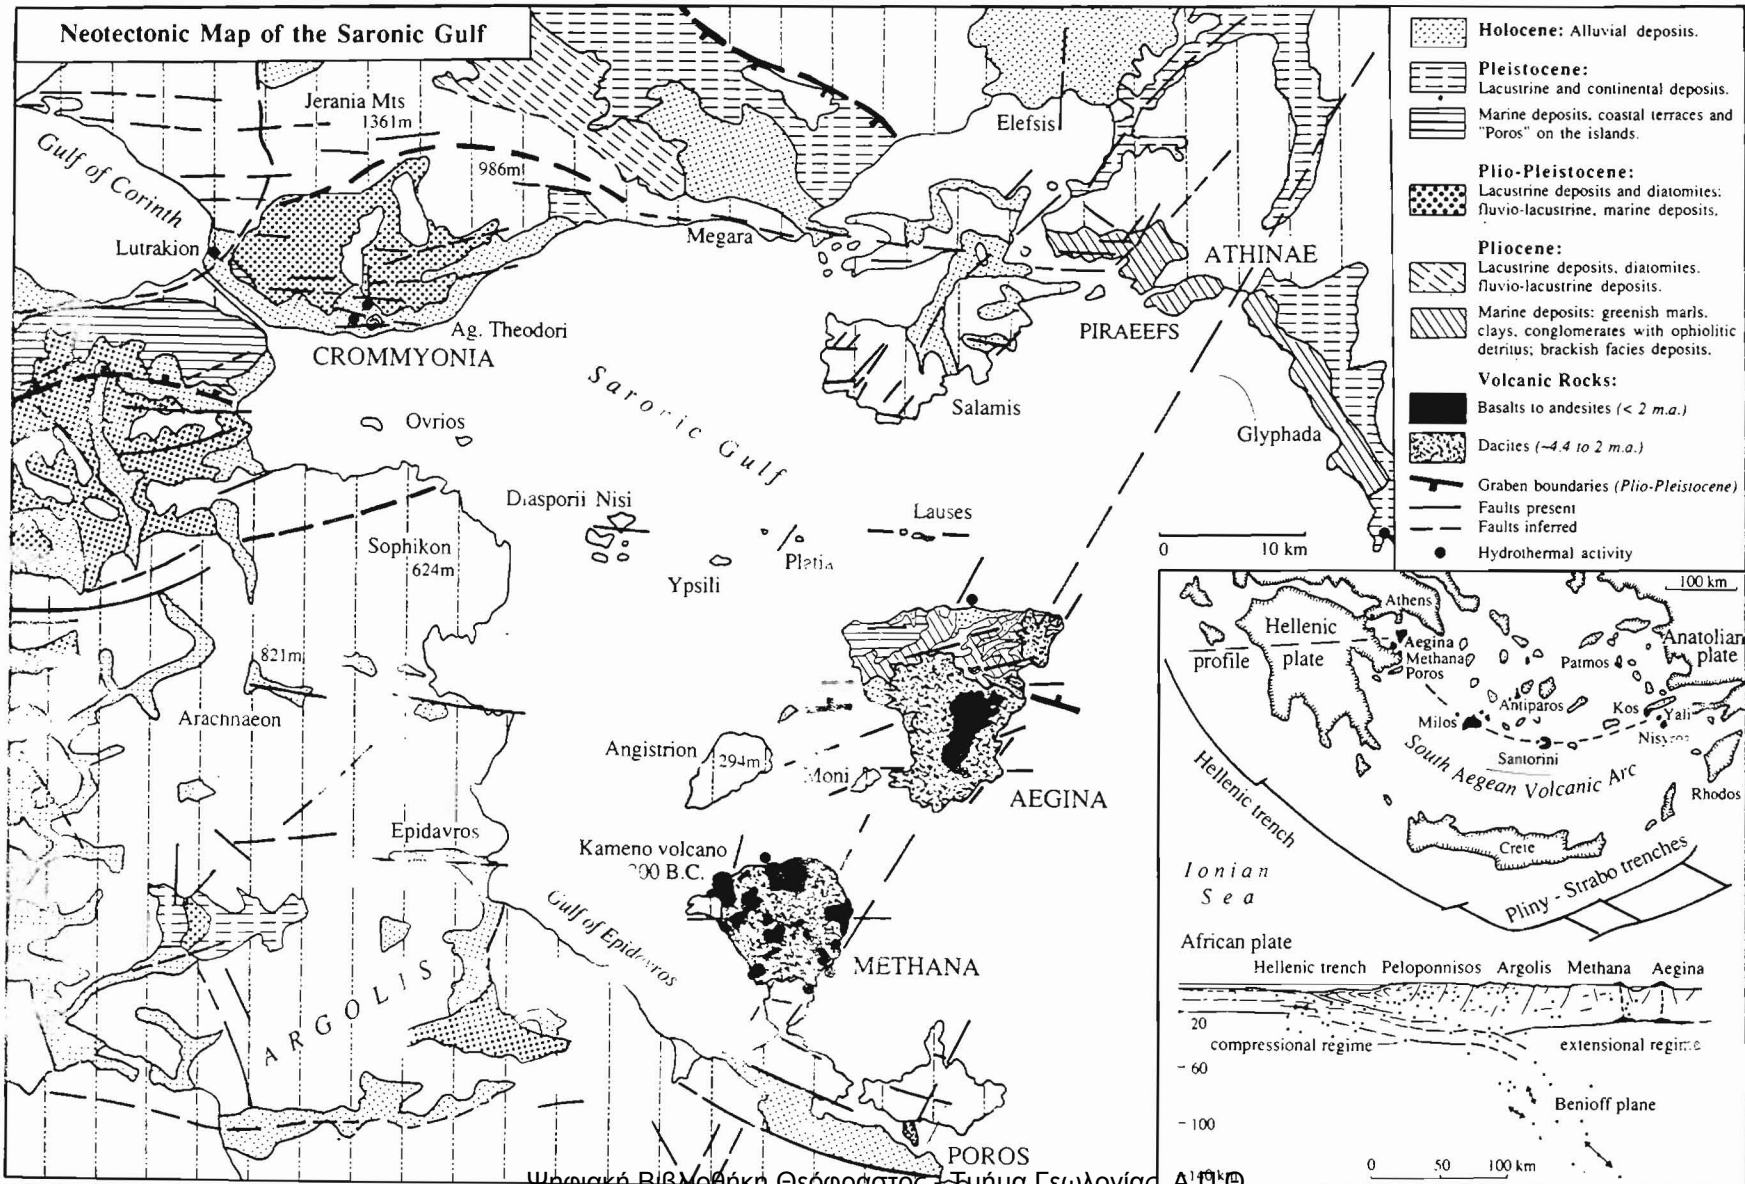 Neotectonic Map of the Saronic Gulf
Jerania Mts
1361m
986m
Gulf of Corinth
Lutrakion
Megara
Elefsis
ATHINAE
PIRAEEFS
Ag. Theodori
CROMMYONIA
Saronic Gulf
Salamis
Glyphada
Ovrios
Diasporii Nisi
Lauses
Platia
Ypsili
Sophikon
624m
0 10 km
821m
Arachnaeon
Angistrion
294m
Moni
AEGINA
Epidavros
Kameno volcano
B.C.
Gulf of Epidavros
METHANA
ARGOLIS
POROS
Holocene: Alluvial deposits.
Pleistocene:
Lacustrine and continental deposits.
Marine deposits, coastal terraces and
"Poros" on the islands.
Plio-Pleistocene:
Lacustrine deposits and diatomites;
fluvio-lacustrine, marine deposits.
Pliocene:
Lacustrine deposits, diatomites.
fluvio-lacustrine deposits.
Marine deposits: greenish marls.
clays, conglomerates with ophiolitic
detritus; brackish facies deposits.
Volcanic Rocks:
Basalts to andesites (< 2 m.a.)
Dacites (~4.4 to 2 m.a.)
Graben boundaries (Plio-Pleistocene)
Faults present
Faults inferred
Hydrothermal activity
100 km
Athens
Hellenic
plate
profile
Aegina
Methana
Poros
Patmos
Anatolian
plate
Antiparos
Kos
Yali
Milos
Nisyros
Santorini
South Aegean Volcanic Arc
Rhodos
Hellenic trench
Crete
Ionian
Sea
Pliny - Strabo trenches
African plate
Hellenic trench Peloponnisos Argolis Methana Aegina
20
compressional regime extensional regime
- 60
Benioff plane
- 100
0 50 100 km
Ψηφιακή Βιβλιοθήκη Θεόφραστος - Τμήμα Γεωλογίας. Α.Π.Θ.